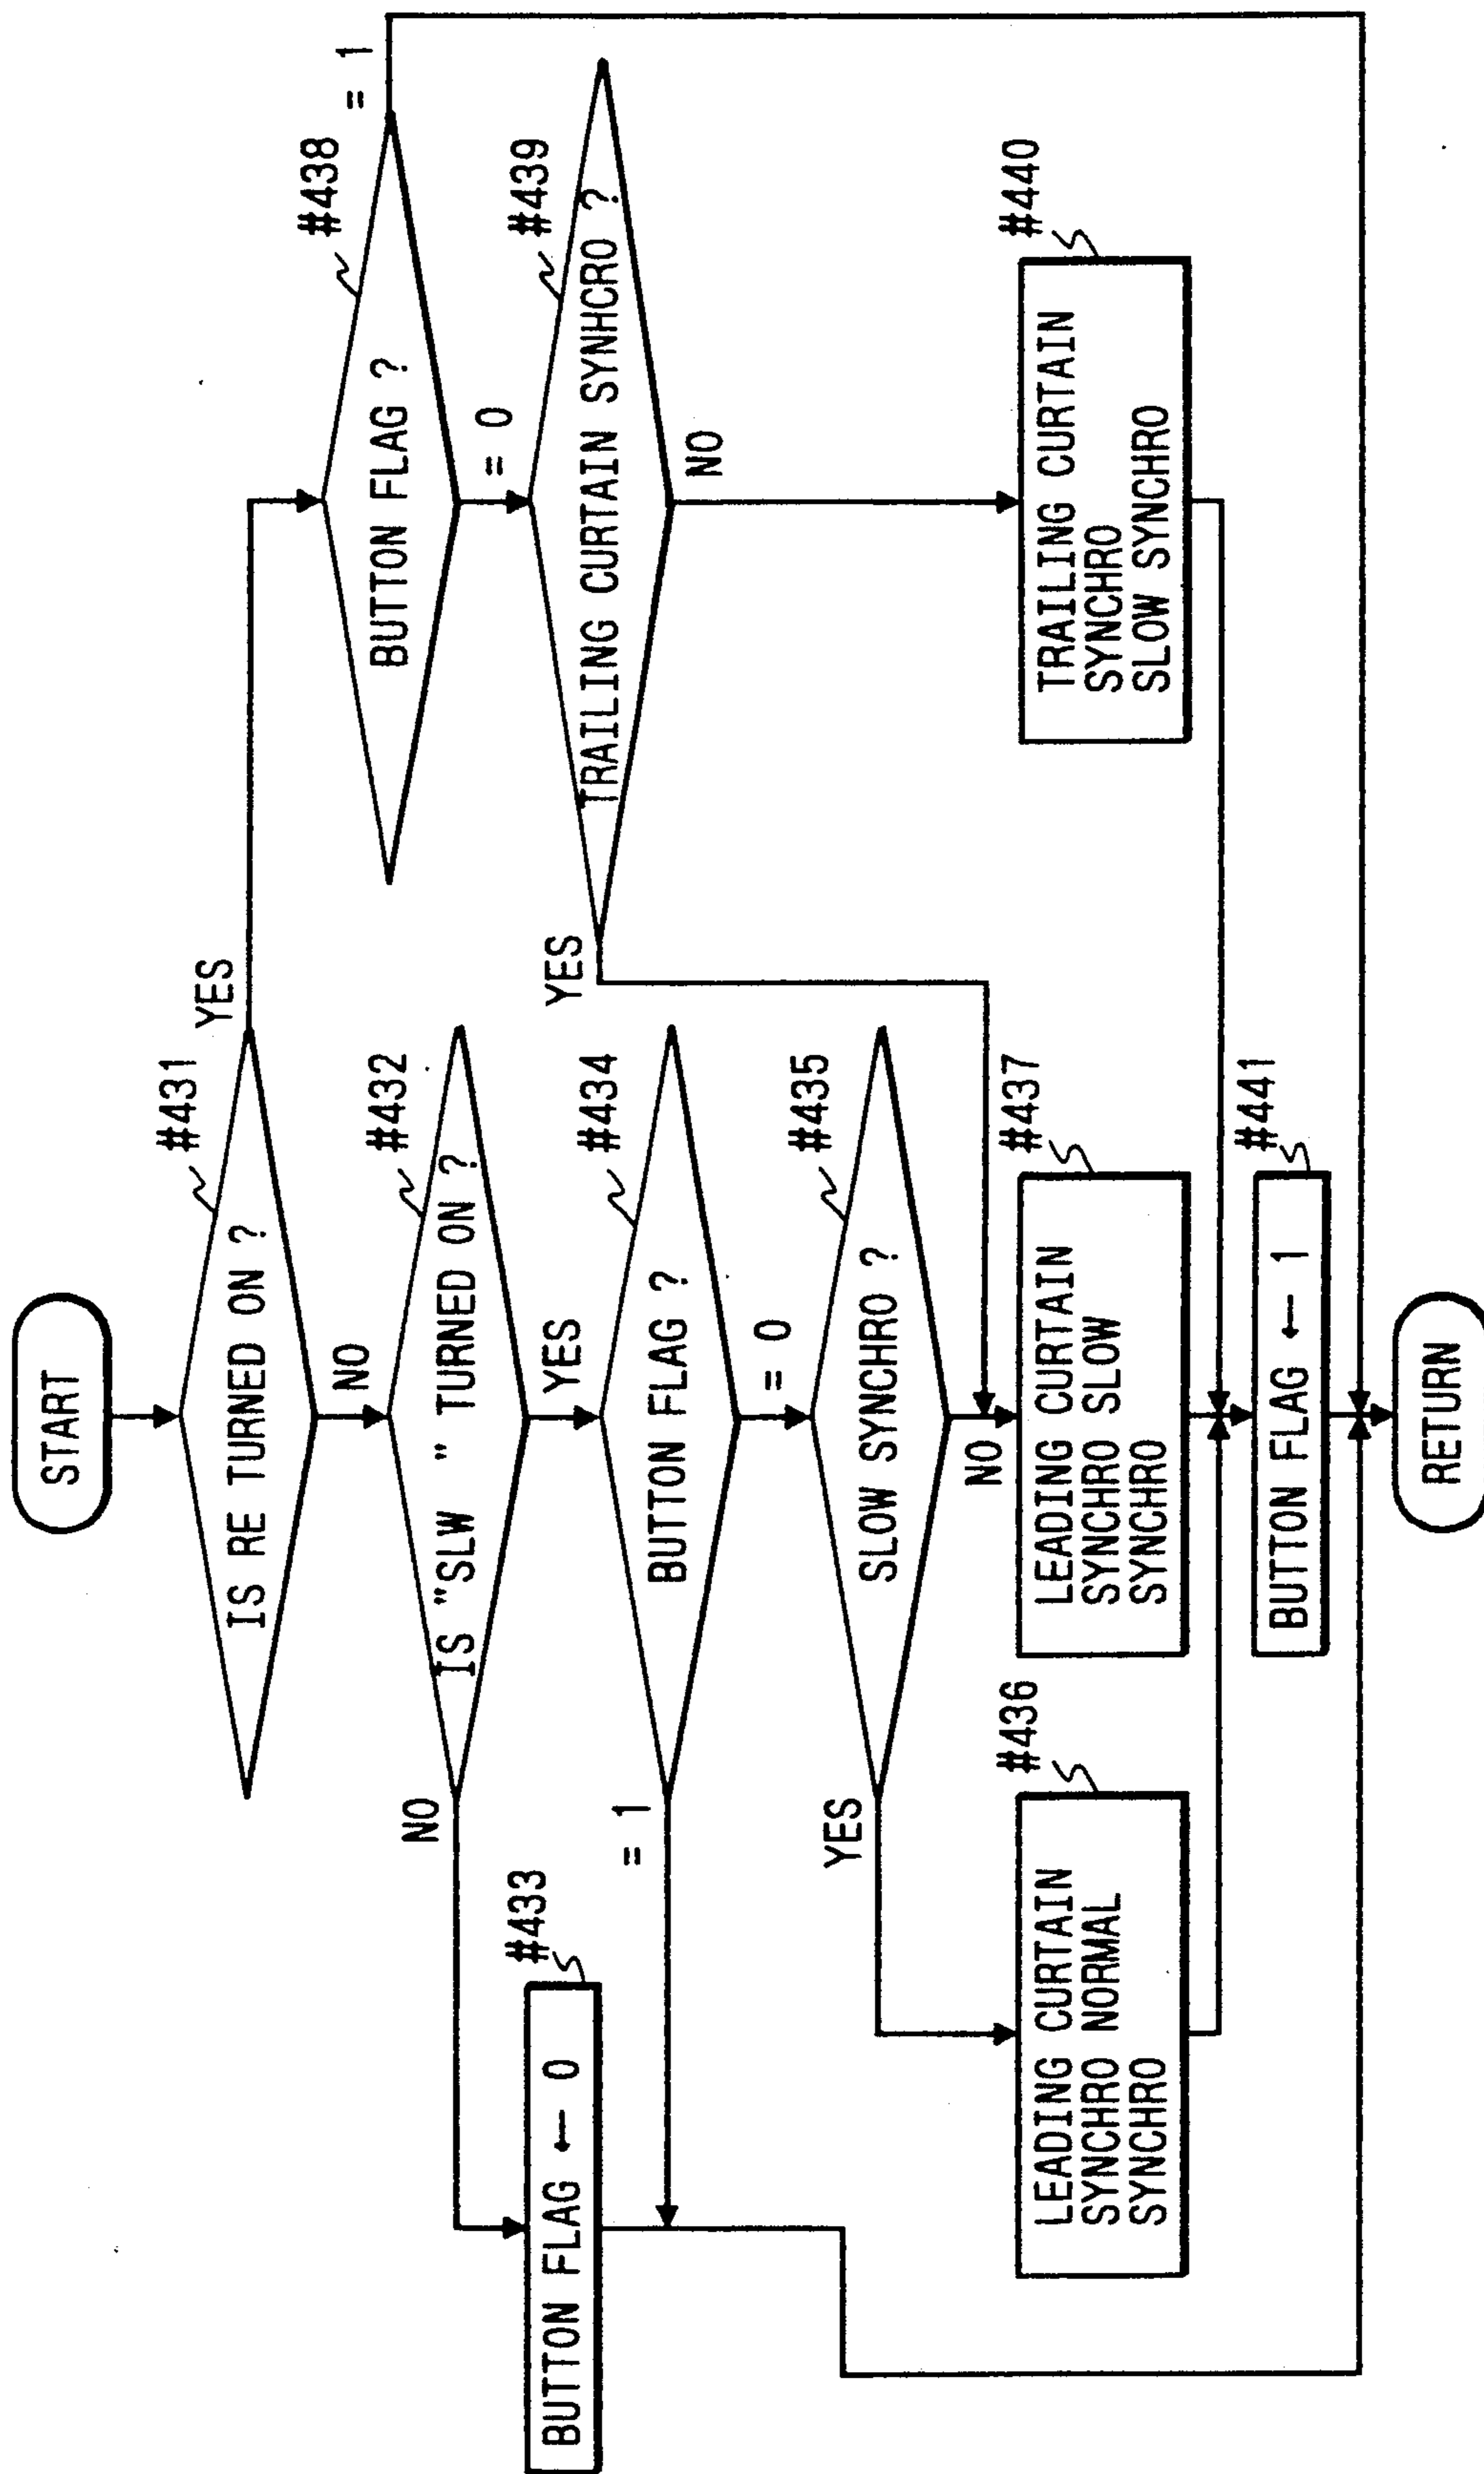 START
#431
IS RE TURNED ON ?
YES
NO
#432
IS "SLW " TURNED ON ?
NO
YES
#433
BUTTON FLAG ← 0
#434
BUTTON FLAG ?
= 1
= 0
#435
SLOW SYNCHRO ?
YES
NO
#436
LEADING CURTAIN
SYNCHRO NORMAL
SYNCHRO
#437
LEADING CURTAIN
SYNCHRO SLOW
SYNCHRO
#438
BUTTON FLAG ?
= 1
= 0
#439
TRAILING CURTAIN SYNHCRO ?
YES
NO
#440
TRAILING CURTAIN
SYNCHRO
SLOW SYNCHRO
#441
BUTTON FLAG ← 1
RETURN